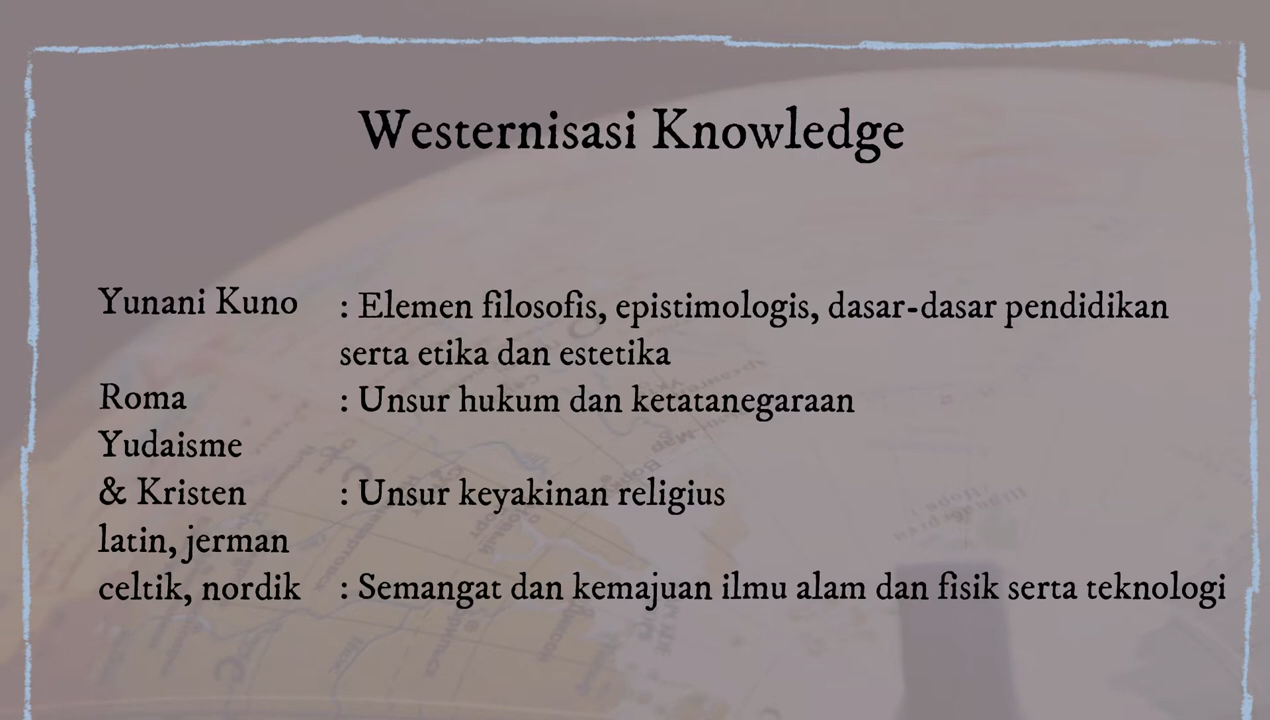 Westernisasi Knowledge
Yunani Kuno : Elemen filosofis, epistimologis, dasar-dasar pendidikan
serta etika dan estetika
Roma : Unsur hukum dan ketatanegaraan
Yudaisme
& Kristen : Unsur keyakinan religius
latin, jerman
celtik, nordik : Semangat dan kemajuan ilmu alam dan fisik serta teknologi